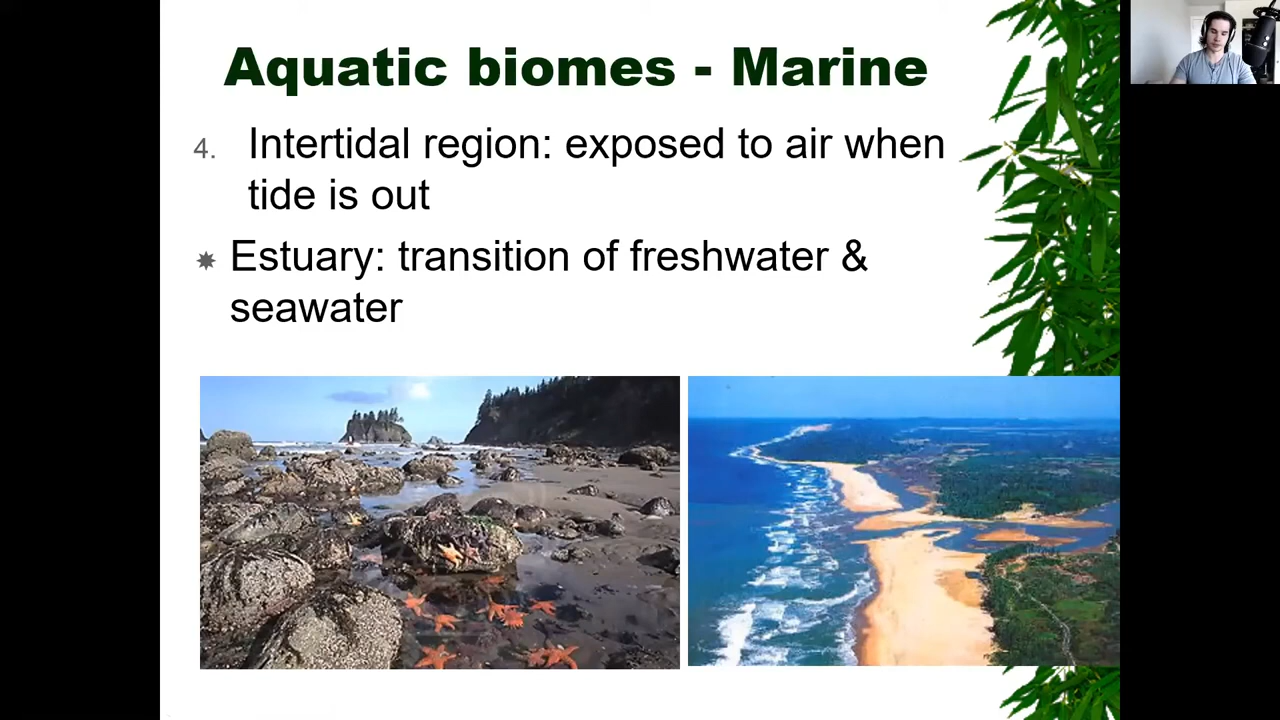 Aquatic biomes - Marine
4. Intertidal region: exposed to air when
tide is out
Estuary: transition of freshwater &
seawater